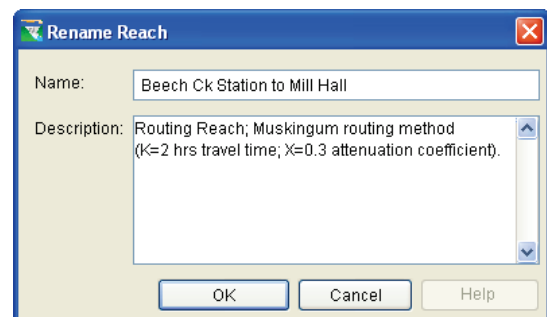 Rename Reach
Name: Beech Ck Station to Mill Hall
Description: Routing Reach; Muskingum routing method
(K=2 hrs travel time; X=0.3 attenuation coefficient).
OK Cancel Help